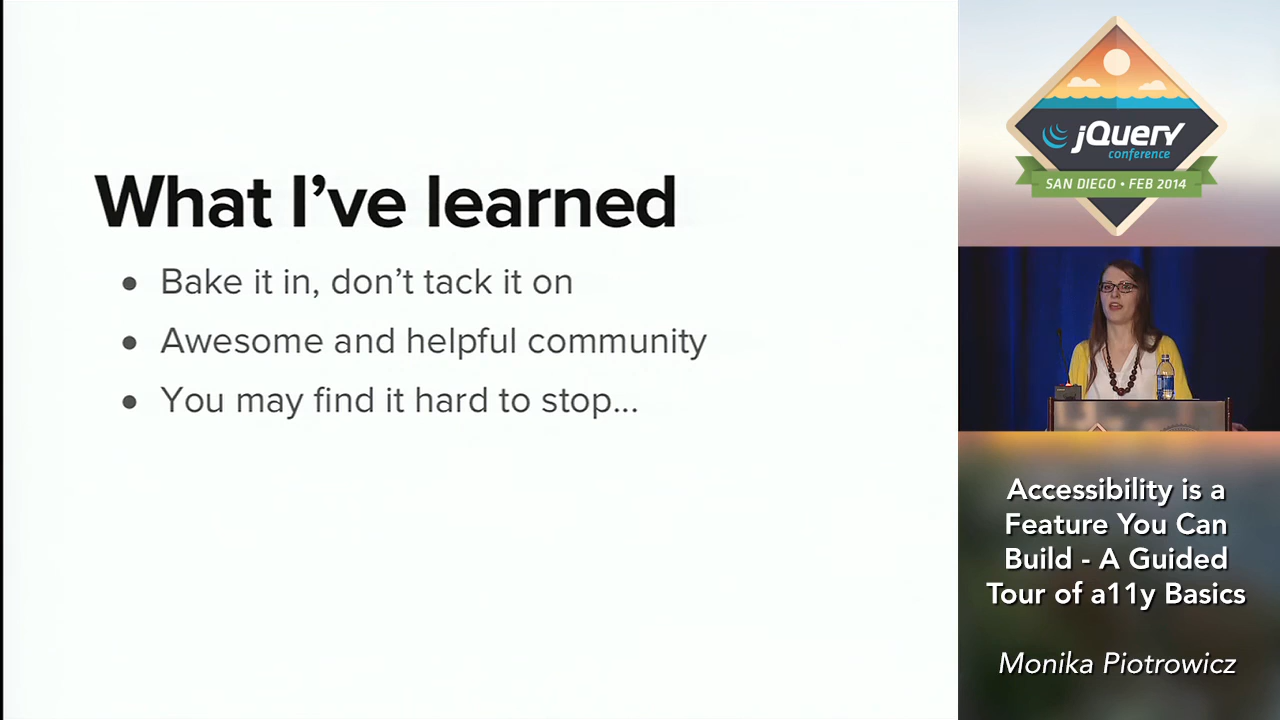 What I’ve learned
● Bake it in, don’t tack it on
● Awesome and helpful community
● You may find it hard to stop...
jQuery
conference
SAN DIEGO • FEB 2014
Accessibility is a
Feature You Can
Build - A Guided
Tour of a11y Basics
Monika Piotrowicz